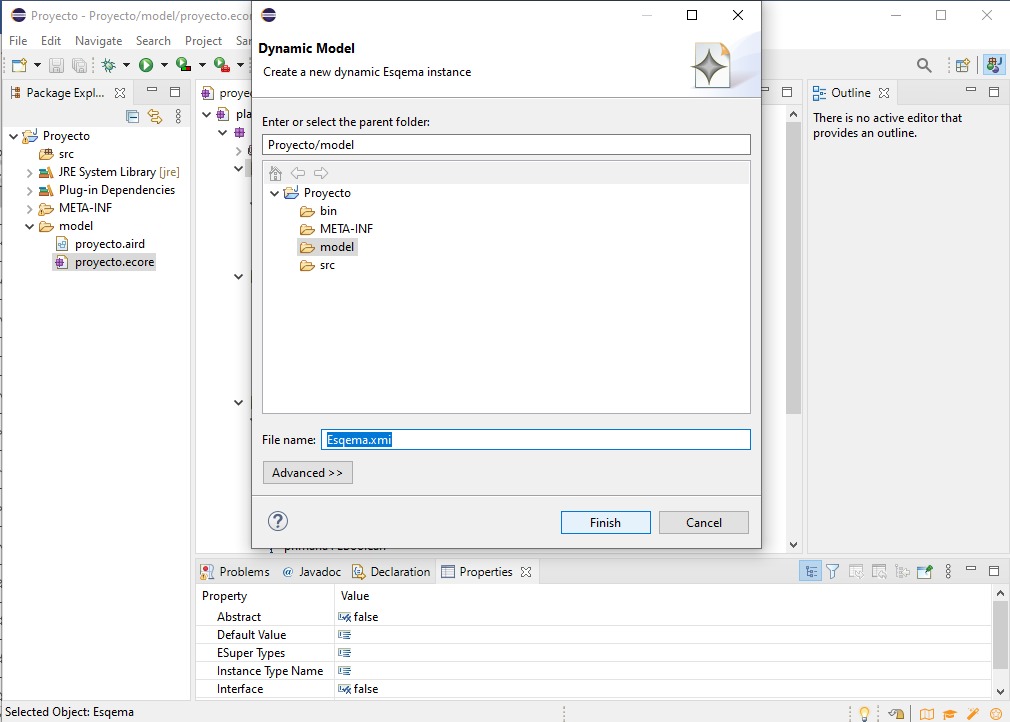 Proyecto - Proyecto/model/proyecto.ecor
File Edit Navigate Search Project Sa
Package Expl...
Proyecto
src
JRE System Library [jre]
Plug-in Dependencies
META-INF
model
proyecto.aird
proyecto.ecore
proye
pla
Dynamic Model
Create a new dynamic Esqema instance
Enter or select the parent folder:
Proyecto/model
Proyecto
bin
META-INF
model
src
File name: Esqema.xmi
Advanced >>
?
Finish Cancel
Outline
There is no active editor that
provides an outline.
Problems @ Javadoc Declaration Properties
Property Value
Abstract false
Default Value
ESuper Types
Instance Type Name
Interface false
Selected Object: Esqema